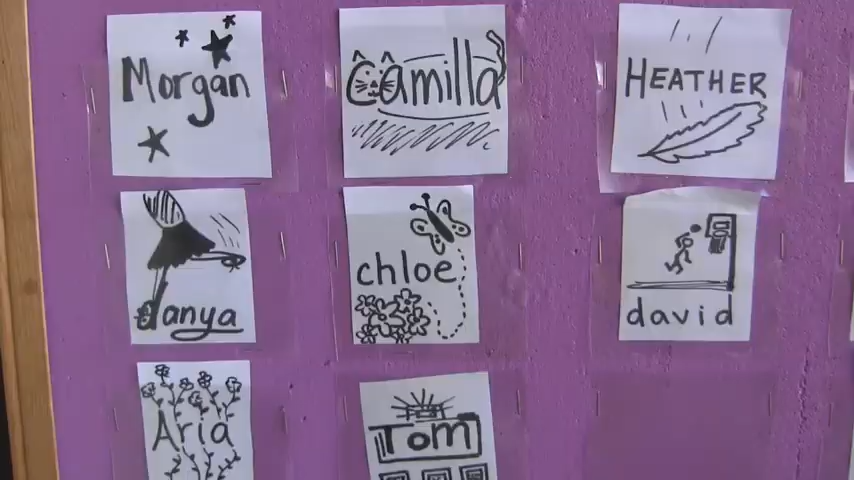 Morgan
Camilla
HEATHER
danya
chloe
david
Aria
Tom